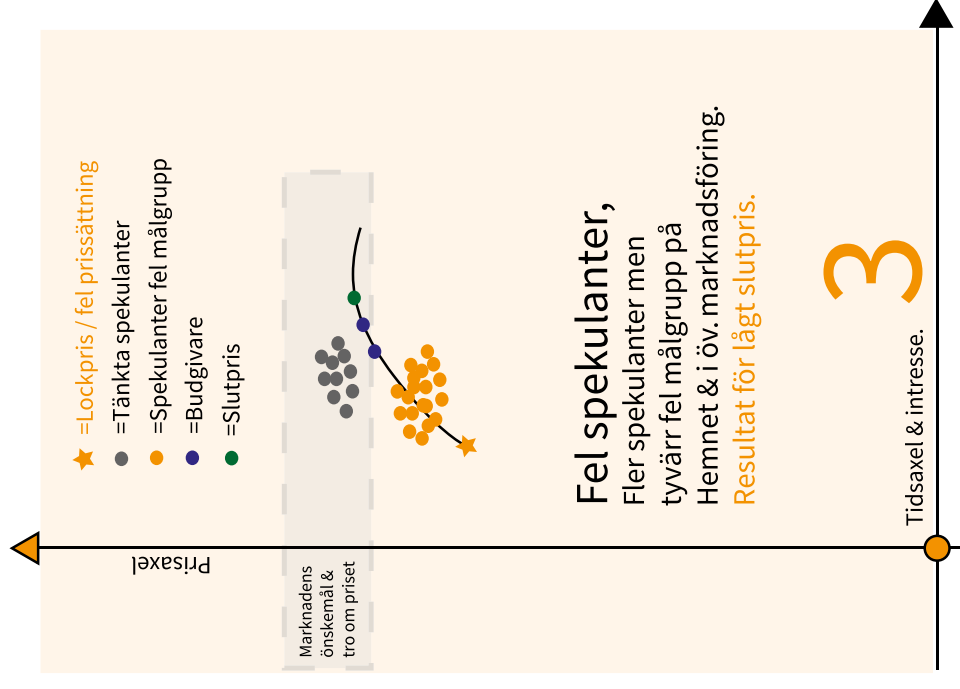 =Lockpris / fel prissättning
=Tänkta spekulanter
=Spekulanter fel målgrupp
=Budgivare
=Slutpris
Prisaxel
Marknadens
önskemål &
tro om priset
Fel spekulanter,
Fler spekulanter men
tyvärr fel målgrupp på
Hemnet & i öv. marknadsföring.
Resultat för lågt slutpris.
3
Tidsaxel & intresse.